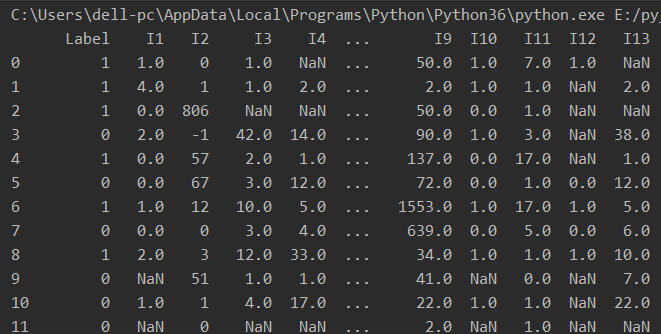 C:\Users\dell-pc\AppData\Local\Programs\Python\Python36\python.exe E:/py
Label I1 I2 I3 I4 ... I9 I10 I11 I12 I13
0 1 1.0 0 1.0 NaN ... 50.0 1.0 7.0 1.0 NaN
1 1 4.0 1 1.0 2.0 ... 2.0 1.0 1.0 NaN 2.0
2 1 0.0 806 NaN NaN ... 50.0 0.0 1.0 NaN NaN
3 0 2.0 -1 42.0 14.0 ... 90.0 1.0 3.0 NaN 38.0
4 1 0.0 57 2.0 1.0 ... 137.0 0.0 17.0 NaN 1.0
5 0 0.0 67 3.0 12.0 ... 72.0 0.0 1.0 0.0 12.0
6 1 1.0 12 10.0 5.0 ... 1553.0 1.0 17.0 1.0 5.0
7 0 0.0 0 3.0 4.0 ... 639.0 0.0 5.0 0.0 6.0
8 1 2.0 3 12.0 33.0 ... 34.0 1.0 1.0 1.0 10.0
9 0 NaN 51 1.0 1.0 ... 41.0 NaN 0.0 NaN 7.0
10 0 1.0 1 4.0 17.0 ... 22.0 1.0 1.0 1.0 22.0
11 0 NaN 0 NaN NaN ... 2.0 NaN 1.0 NaN NaN